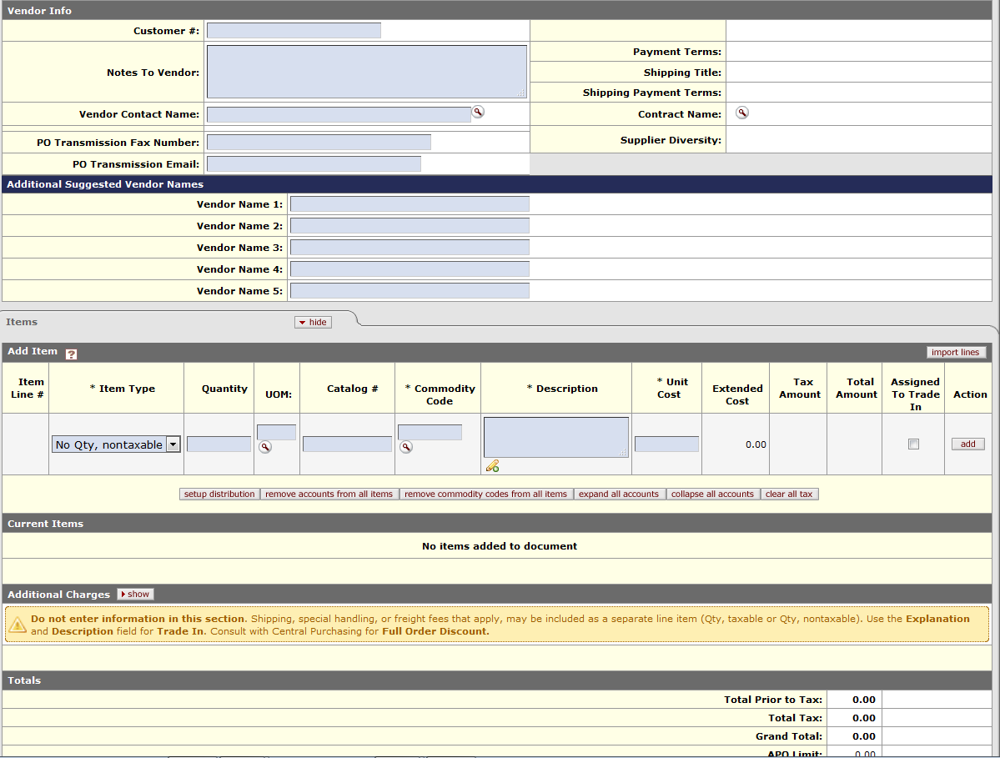 Vendor Info
Customer #:
Notes To Vendor:
Payment Terms:
Shipping Title:
Shipping Payment Terms:
Vendor Contact Name:
Contract Name:
PO Transmission Fax Number:
Supplier Diversity:
PO Transmission Email:
Additional Suggested Vendor Names
Vendor Name 1:
Vendor Name 2:
Vendor Name 3:
Vendor Name 4:
Vendor Name 5:
Items
hide
Add Item ?
import lines
Item Line #
* Item Type
Quantity
UOM:
Catalog #
* Commodity Code
* Description
* Unit Cost
Extended Cost
Tax Amount
Total Amount
Assigned To Trade In
Action
No Qty, nontaxable
0.00
add
setup distribution
remove accounts from all items
remove commodity codes from all items
expand all accounts
collapse all accounts
clear all tax
Current Items
No items added to document
Additional Charges
show
Do not enter information in this section. Shipping, special handling, or freight fees that apply, may be included as a separate line item (Qty, taxable or Qty, nontaxable). Use the Explanation
and Description field for Trade In. Consult with Central Purchasing for Full Order Discount.
Totals
Total Prior to Tax: 0.00
Total Tax: 0.00
Grand Total: 0.00
APO Limit: 0.00